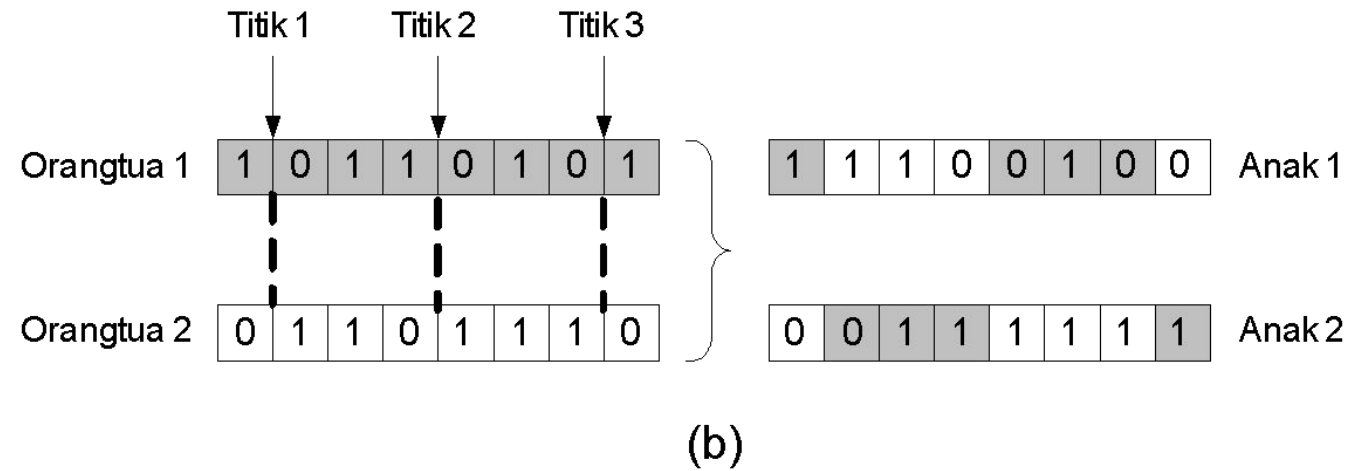 Titik 1 Titik 2 Titik 3
Orangtua 1 1 0 1 1 0 1 0 1 1 1 1 0 0 1 0 0 Anak 1
Orangtua 2 0 1 1 0 1 1 1 0 0 0 1 1 1 1 1 1 Anak 2
(b)